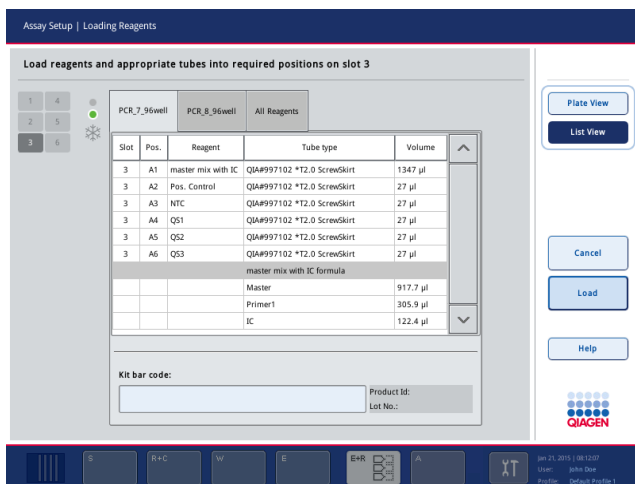 Assay Setup | Loading Reagents
Load reagents and appropriate tubes into required positions on slot 3
1 4
2 5
3 6
PCR_7_96well PCR_8_96well All Reagents
Slot Pos. Reagent Tube type Volume
3 A1 master mix with IC QIA#997102 *T2.0 ScrewSkirt 1347 µl
3 A2 Pos. Control QIA#997102 *T2.0 ScrewSkirt 27 µl
3 A3 NTC QIA#997102 *T2.0 ScrewSkirt 27 µl
3 A4 QS1 QIA#997102 *T2.0 ScrewSkirt 27 µl
3 A5 QS2 QIA#997102 *T2.0 ScrewSkirt 27 µl
3 A6 QS3 QIA#997102 *T2.0 ScrewSkirt 27 µl
master mix with IC formula
Master 917.7 µl
Primer1 305.9 µl
IC 122.4 µl
Kit bar code:
Product Id:
Lot No.:
Plate View
List View
Cancel
Load
Help
QIAGEN
S R+C W E E+R A
Jan 21, 2015 | 08:12:07
User: John Doe
Profile: Default Profile 1